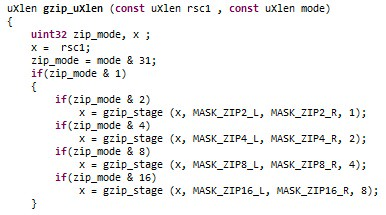 uXlen gzip_uXlen (const uXlen rsc1 , const uXlen mode)
{
uint32 zip_mode, x ;
x =  rsc1;
zip_mode = mode & 31;
if(zip_mode & 1)
{
if(zip_mode & 2)
x = gzip_stage (x, MASK_ZIP2_L, MASK_ZIP2_R, 1);
if(zip_mode & 4)
x = gzip_stage (x, MASK_ZIP4_L, MASK_ZIP4_R, 2);
if(zip_mode & 8)
x = gzip_stage (x, MASK_ZIP8_L, MASK_ZIP8_R, 4);
if(zip_mode & 16)
x = gzip_stage (x, MASK_ZIP16_L, MASK_ZIP16_R, 8);
}